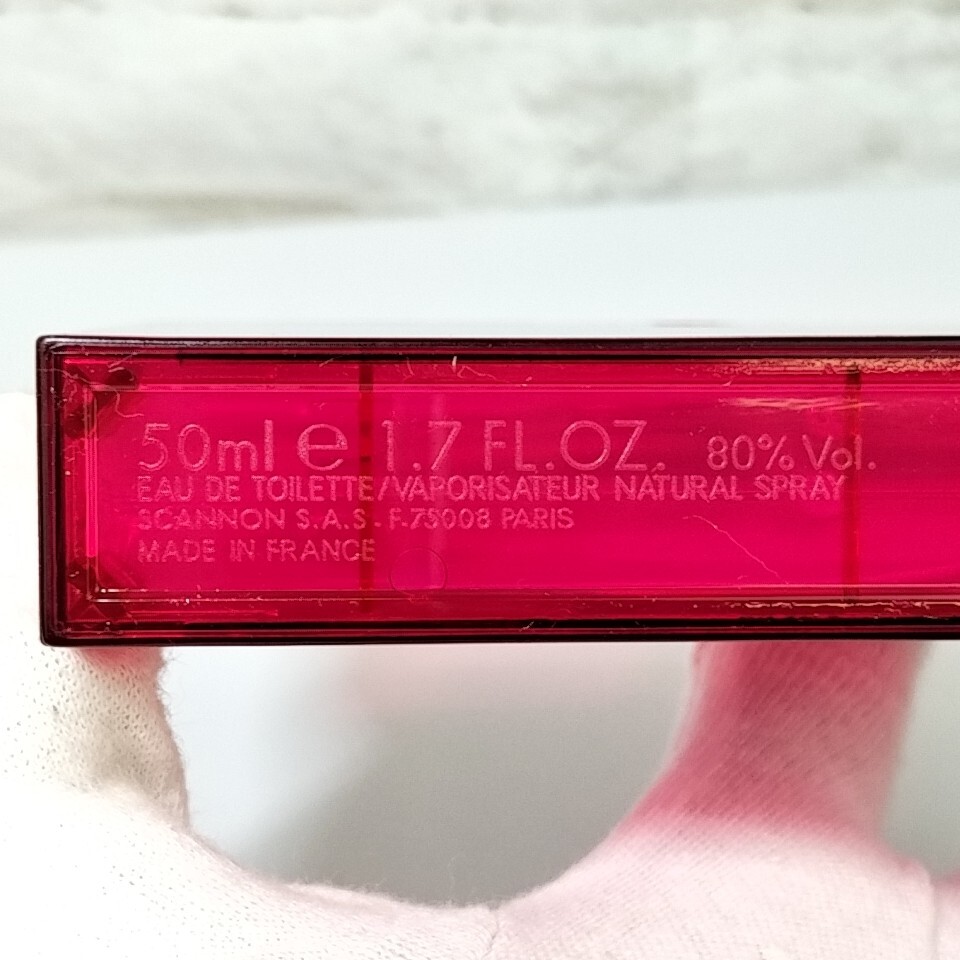 50ml e 1.7 FL.OZ. 80% Vol.
EAU DE TOILETTE/VAPORISATEUR NATURAL SPRAY
SCANNON S.A.S - F-75008 PARIS
MADE IN FRANCE